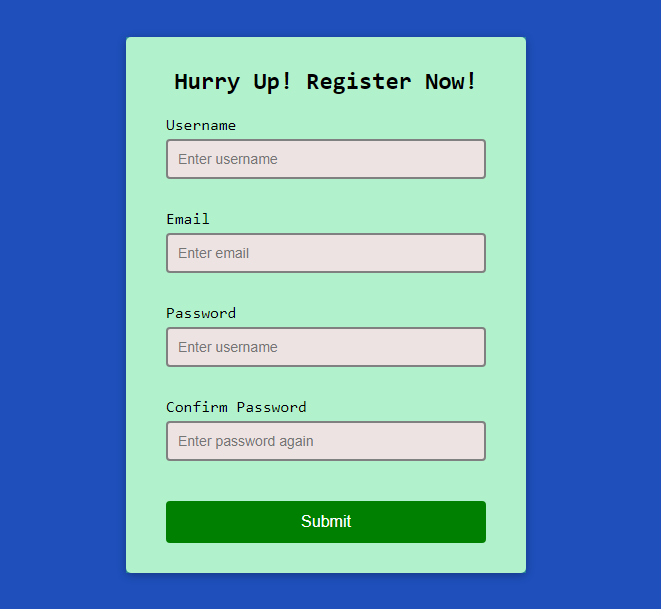 Hurry Up! Register Now!
Username
Enter username
Email
Enter email
Password
Enter username
Confirm Password
Enter password again
Submit